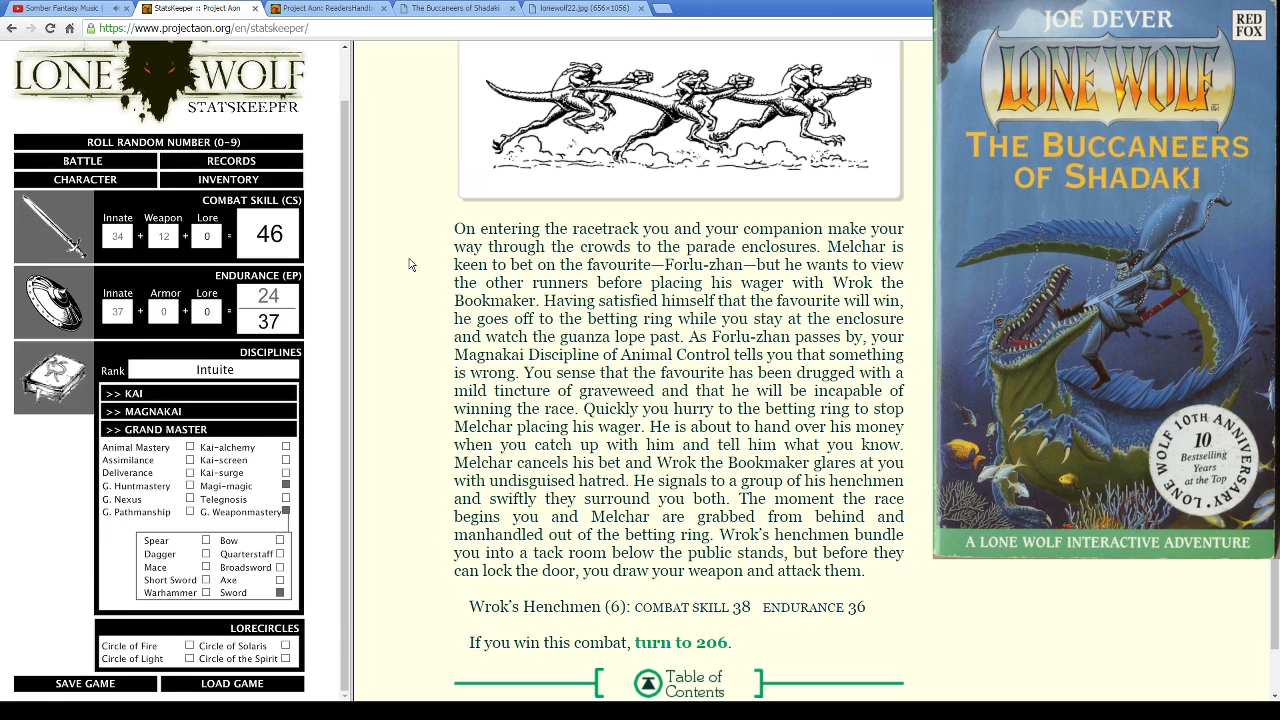 Somber Fantasy Music |
StatsKeeper :: Project Aon
Project Aon: ReadersHandb
The Buccaneers of Shadaki
lonewolf22.jpg (656×1056)
https://www.projectaon.org/en/statskeeper/
LONE WOLF
STATSKEEPER
ROLL RANDOM NUMBER (0-9)
BATTLE
RECORDS
CHARACTER
INVENTORY
COMBAT SKILL (CS)
Innate Weapon Lore
34 + 12 + 0 = 46
ENDURANCE (EP)
Innate Armor Lore
24
37 + 0 + 0 = 37
DISCIPLINES
Rank Intuite
>> KAI
>> MAGNAKAI
>> GRAND MASTER
Animal Mastery Kai-alchemy
Assimilance Kai-screen
Deliverance Kai-surge
G. Huntmastery Magi-magic
G. Nexus Telegnosis
G. Pathmanship G. Weaponmastery
Spear Bow
Dagger Quarterstaff
Mace Broadsword
Short Sword Axe
Warhammer Sword
LORECIRCLES
Circle of Fire Circle of Solaris
Circle of Light Circle of the Spirit
SAVE GAME
LOAD GAME
On entering the racetrack you and your companion make your
way through the crowds to the parade enclosures. Melchar is
keen to bet on the favourite—Forlu-zhan—but he wants to view
the other runners before placing his wager with Wrok the
Bookmaker. Having satisfied himself that the favourite will win,
he goes off to the betting ring while you stay at the enclosure
and watch the guanza lope past. As Forlu-zhan passes by, your
Magnakai Discipline of Animal Control tells you that something
is wrong. You sense that the favourite has been drugged with a
mild tincture of graveweed and that he will be incapable of
winning the race. Quickly you hurry to the betting ring to stop
Melchar placing his wager. He is about to hand over his money
when you catch up with him and tell him what you know.
Melchar cancels his bet and Wrok the Bookmaker glares at you
with undisguised hatred. He signals to a group of his henchmen
and swiftly they surround you both. The moment the race
begins you and Melchar are grabbed from behind and
manhandled out of the betting ring. Wrok's henchmen bundle
you into a tack room below the public stands, but before they
can lock the door, you draw your weapon and attack them.
Wrok's Henchmen (6): COMBAT SKILL 38 ENDURANCE 36
If you win this combat, turn to 206.
Table of
Contents
JOE DEVER
RED
FOX
LONE WOLF
THE BUCCANEERS
OF SHADAKI
LONE WOLF 10TH ANNIVERSARY
10
Bestselling
Years
at the Top
A LONE WOLF INTERACTIVE ADVENTURE